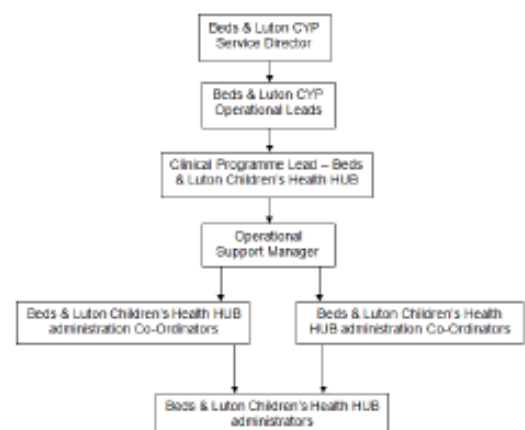 Beds & Luton CYP
Service Director
Beds & Luton CYP
Operational Leads
Clinical Programme Lead – Beds
& Luton Children's Health HUB
Operational
Support Manager
Beds & Luton Children's Health HUB
administration Co-Ordinators
Beds & Luton Children's Health
HUB administration Co-Ordinators
Beds & Luton Children's Health HUB
administrators